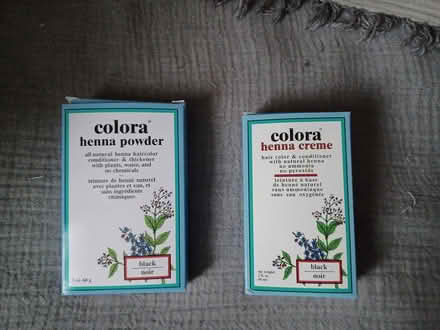 colora®
henna powder
all natural henna haircolor
conditioner & thickener
with plants, water, and
no chemicals
teinture de henné naturel
avec plantes et eau, et
sans ingrédients
chimiques
black
noir
colora®
henna creme
hair color & conditioner
with natural henna
no ammonia
no peroxide
teinture à base
de henné naturel
sans ammoniaque
sans eau oxygénée
black
noir